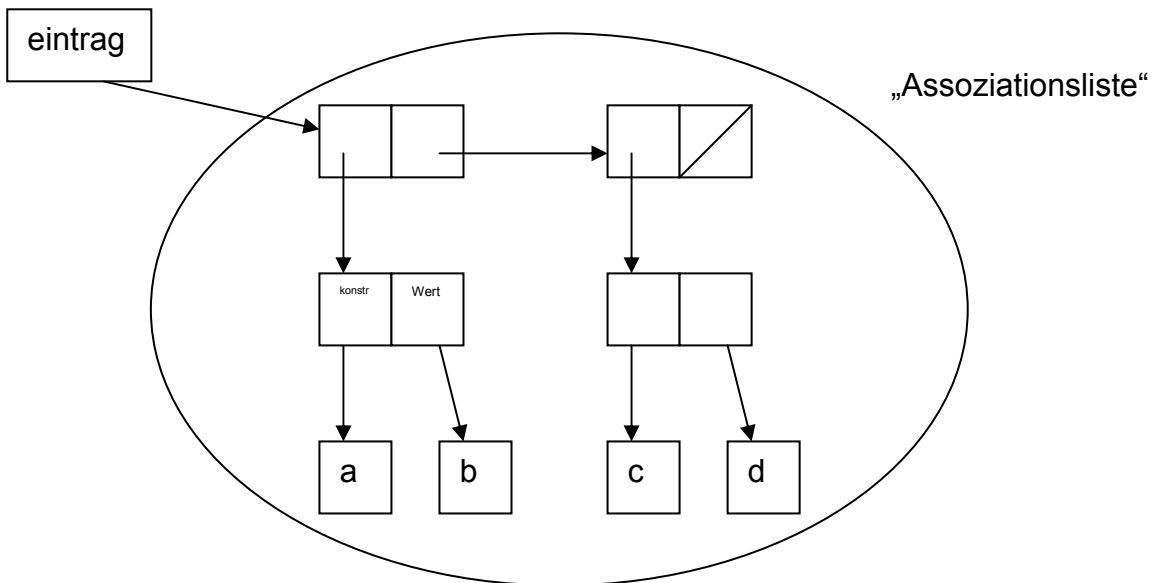 eintrag
„Assoziationsliste“
konstr Wert
a b c d